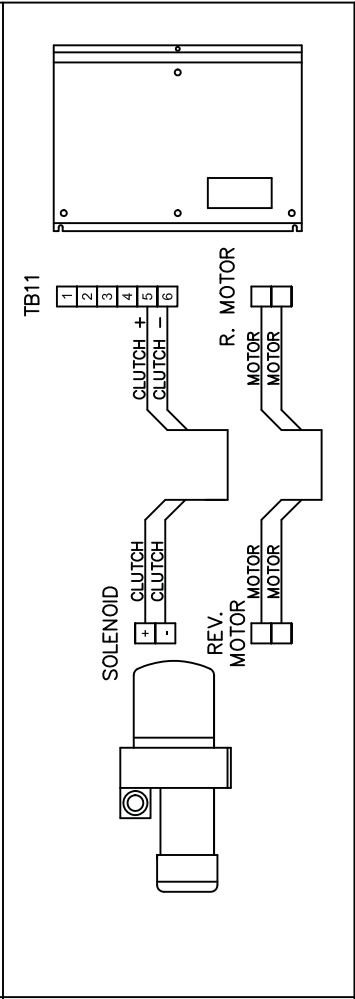 TB11
1
2
3
4
5
6
CLUTCH +
CLUTCH -
R. MOTOR
MOTOR
MOTOR
SOLENOID
+
-
CLUTCH
CLUTCH
REV.
MOTOR
MOTOR
MOTOR